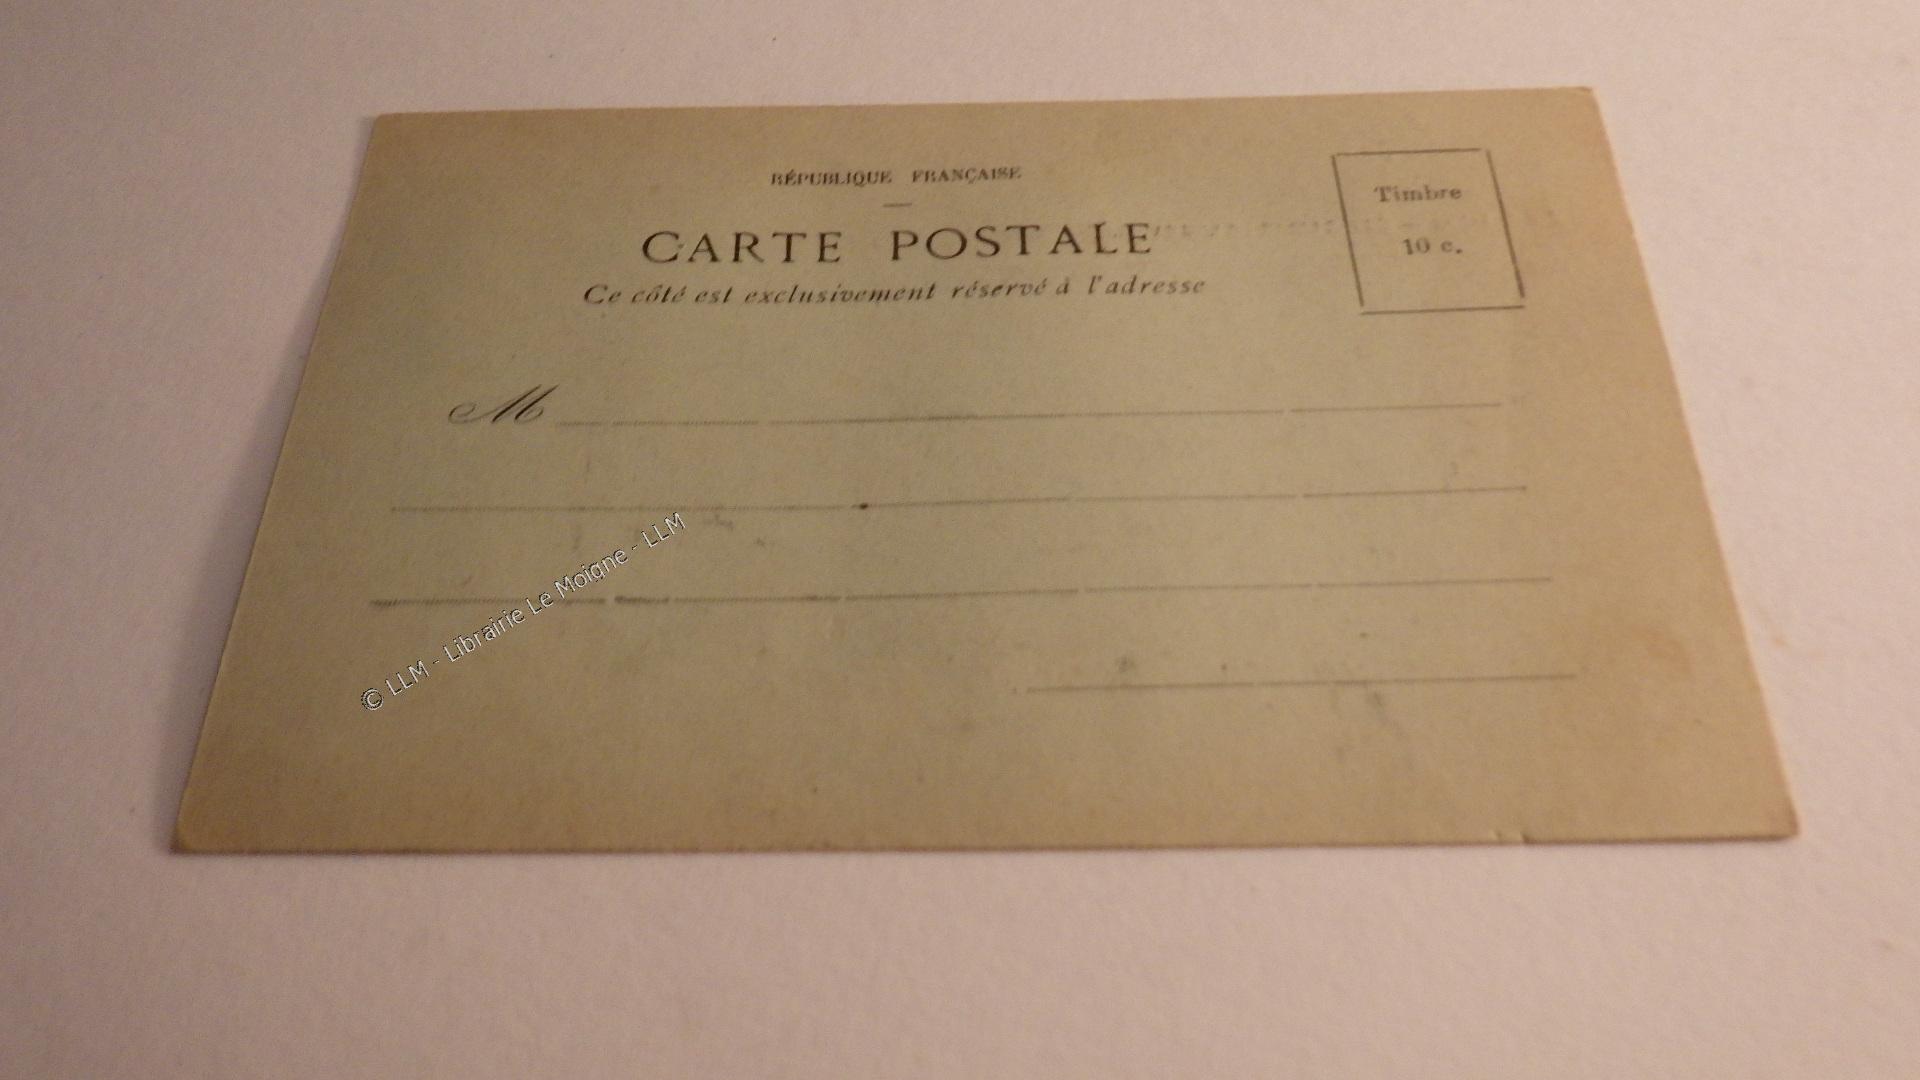 RÉPUBLIQUE FRANÇAISE
CARTE POSTALE
Ce côté est exclusivement réservé à l'adresse
Timbre
10 c.
M
© LLM - Librairie Le Moigne - LLM